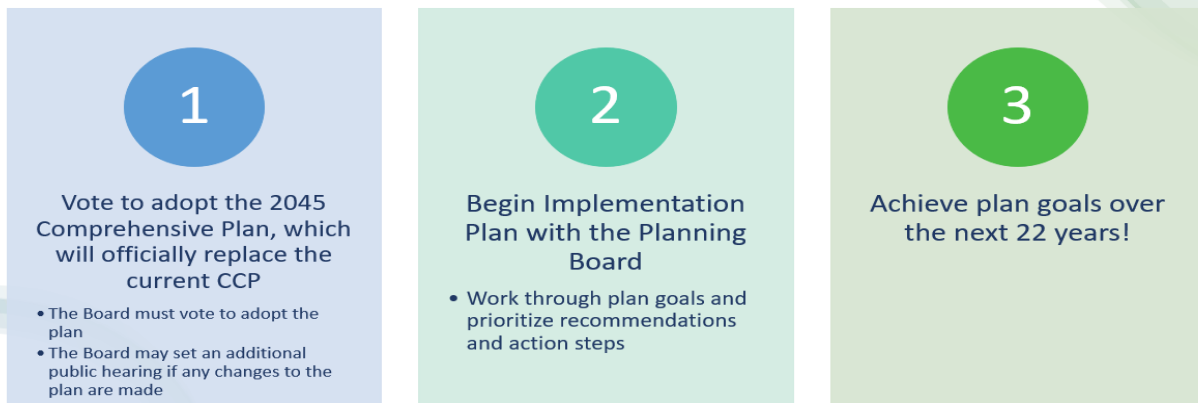 1
Vote to adopt the 2045
Comprehensive Plan, which
will officially replace the
current CCP
• The Board must vote to adopt the
plan
• The Board may set an additional
public hearing if any changes to the
plan are made
2
Begin Implementation
Plan with the Planning
Board
• Work through plan goals and
prioritize recommendations
and action steps
3
Achieve plan goals over
the next 22 years!